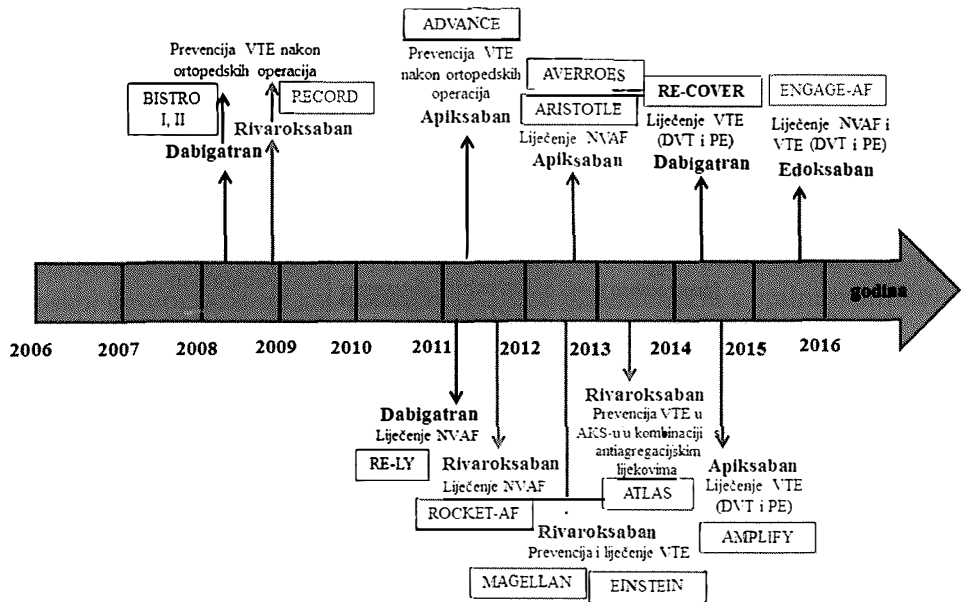 Prevencija VTE nakon
ortopedskih operacija
BISTRO
I, II
RECORD
Rivaroksaban
Dabigatran
ADVANCE
Prevencija VTE
nakon ortopedskih
operacija
Apiksaban
AVERROES
ARISTOTLE
Liječenje NVAF
Apiksaban
RE-COVER
Liječenje VTE
(DVT i PE)
Dabigatran
ENGAGE-AF
Liječenje NVAF i
VTE (DVT i PE)
Edoksaban
godina
2006 2007 2008 2009 2010 2011 2012 2013 2014 2015 2016
Dabigatran
Liječenje NVAF
RE-LY
Rivaroksaban
Liječenje NVAF
ROCKET-AF
Rivaroksaban
Prevencija i liječenje VTE
MAGELLAN
EINSTEIN
Rivaroksaban
Prevencija VTE u
AKS-u u kombinaciji s
antiagregacijskim
lijekovima
ATLAS
Apiksaban
Liječenje VTE
(DVT i PE)
AMPLIFY